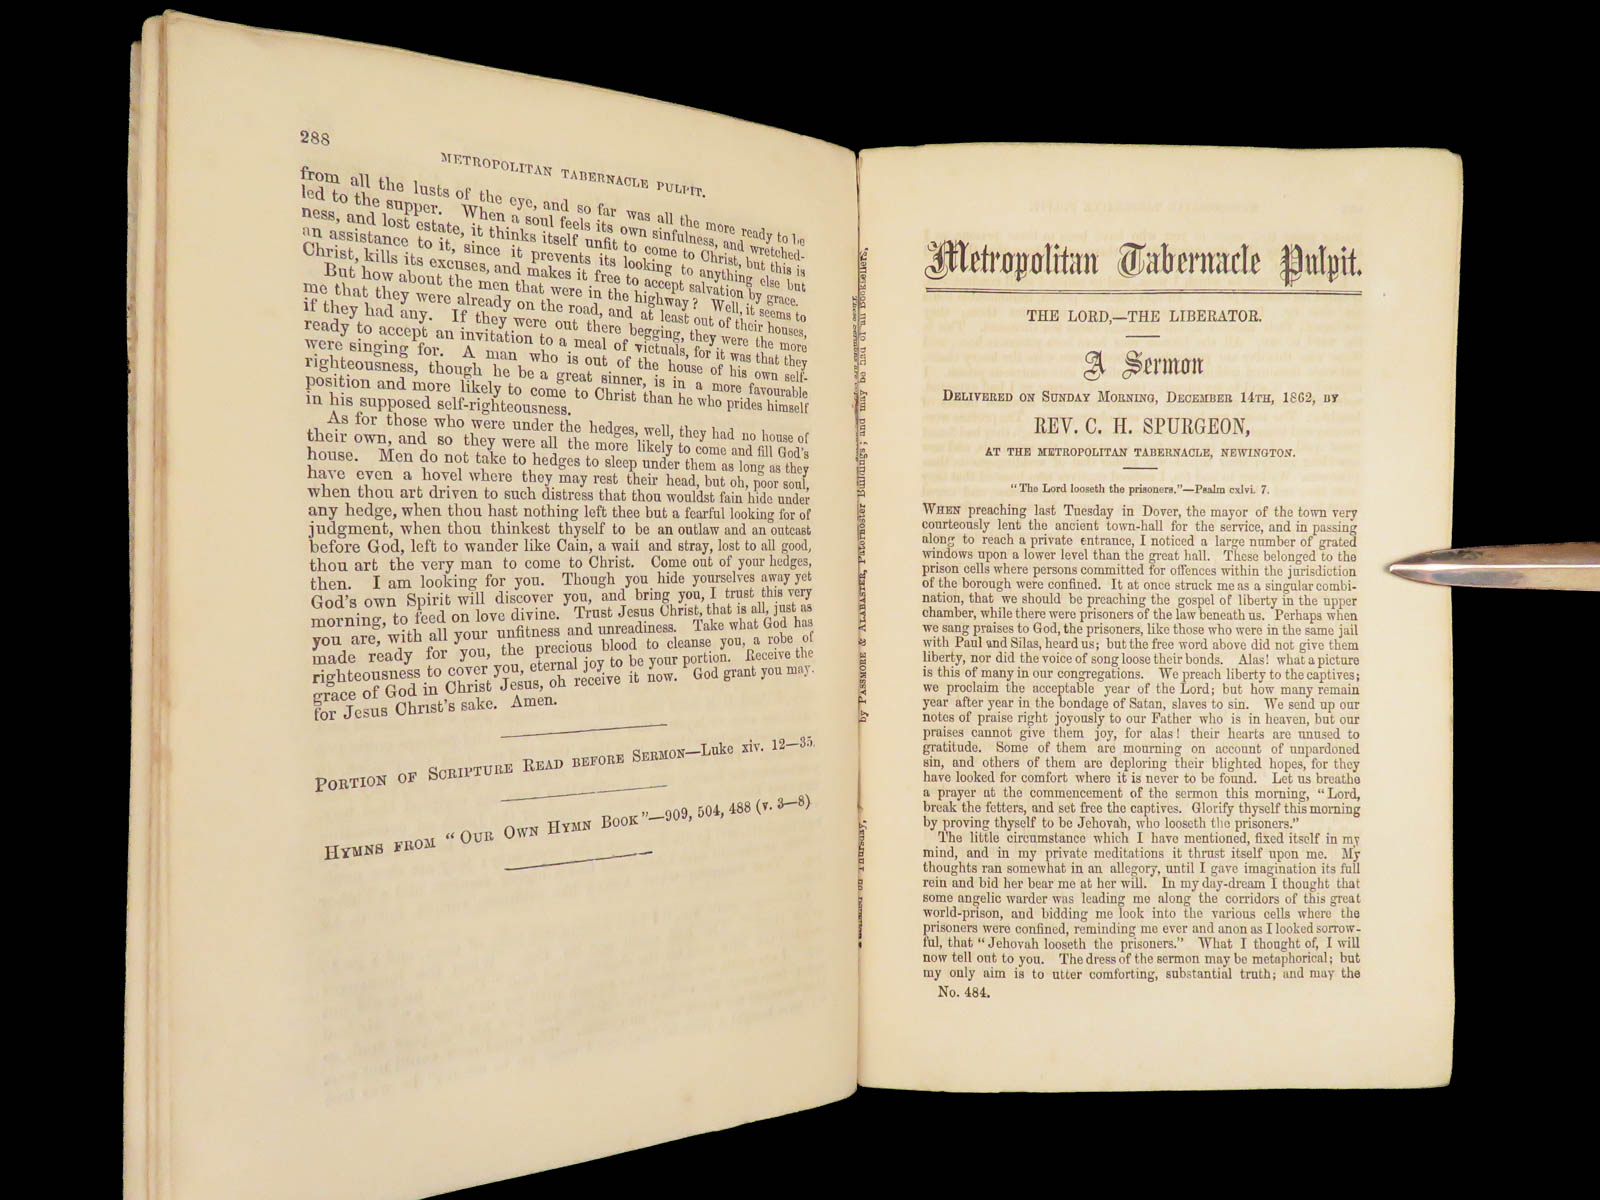 288
METROPOLITAN TABERNACLE PULPIT.
from all the lusts of the eye, and so far was all the more ready to be
led to the supper. When a soul feels its own sinfulness, and wretched-
ness, and lost estate, it thinks itself unfit to come to Christ, but this is
an assistance to it, since it prevents its looking to anything else but
Christ, kills its excuses, and makes it free to accept salvation by grace.
But how about the men that were in the highway? Well, it seems to
me that they were already on the road, and at least out of their houses,
if they had any. If they were out there begging, they were the more
ready to accept an invitation to a meal of victuals, for it was that they
were singing for. A man who is out of the house of his own self-
righteousness, though he be a great sinner, is in a more favourable
position and more likely to come to Christ than he who prides himself
in his supposed self-righteousness.
As for those who were under the hedges, well, they had no house of
their own, and so they were all the more likely to come and fill God's
house. Men do not take to hedges to sleep under them as long as they
have even a hovel where they may rest their head, but oh, poor soul,
when thou art driven to such distress that thou wouldst fain hide under
any hedge, when thou hast nothing left thee but a fearful looking for of
judgment, when thou thinkest thyself to be an outlaw and an outcast
before God, left to wander like Cain, a wail and stray, lost to all good,
thou art the very man to come to Christ. Come out of your hedges,
then. I am looking for you. Though you hide yourselves away yet
God's own Spirit will discover you, and bring you, I trust this very
morning, to feed on love divine. Trust Jesus Christ, that is all, just as
you are, with all your unfitness and unreadiness. Take what God has
made ready for you, the precious blood to cleanse you, a robe of
righteousness to cover you, eternal joy to be your portion. Receive the
grace of God in Christ Jesus, oh receive it now. God grant you may.
for Jesus Christ's sake. Amen.
PORTION OF SCRIPTURE READ BEFORE SERMON—Luke xiv. 12—35.
HYMNS FROM "OUR OWN HYMN BOOK"—909, 504, 488 (v. 3—8)
by PASSMORE & ALABASTER, Paternoster Buildings; and may be had of all Booksellers.
Metropolitan Tabernacle Pulpit.
THE LORD,—THE LIBERATOR.
A Sermon
DELIVERED ON SUNDAY MORNING, DECEMBER 14TH, 1862, BY
REV. C. H. SPURGEON,
AT THE METROPOLITAN TABERNACLE, NEWINGTON.
"The Lord looseth the prisoners."—Psalm cxlvi. 7.
WHEN preaching last Tuesday in Dover, the mayor of the town very
courteously lent the ancient town-hall for the service, and in passing
along to reach a private entrance, I noticed a large number of grated
windows upon a lower level than the great hall. These belonged to the
prison cells where persons committed for offences within the jurisdiction
of the borough were confined. It at once struck me as a singular combi-
nation, that we should be preaching the gospel of liberty in the upper
chamber, while there were prisoners of the law beneath us. Perhaps when
we sang praises to God, the prisoners, like those who were in the same jail
with Paul and Silas, heard us; but the free word above did not give them
liberty, nor did the voice of song loose their bonds. Alas! what a picture
is this of many in our congregations. We preach liberty to the captives;
we proclaim the acceptable year of the Lord; but how many remain
year after year in the bondage of Satan, slaves to sin. We send up our
notes of praise right joyously to our Father who is in heaven, but our
praises cannot give them joy, for alas! their hearts are unused to
gratitude. Some of them are mourning on account of unpardoned
sin, and others of them are deploring their blighted hopes, for they
have looked for comfort where it is never to be found. Let us breathe
a prayer at the commencement of the sermon this morning, "Lord,
break the fetters, and set free the captives. Glorify thyself this morning
by proving thyself to be Jehovah, who looseth the prisoners."
The little circumstance which I have mentioned, fixed itself in my
mind, and in my private meditations it thrust itself upon me. My
thoughts ran somewhat in an allegory, until I gave imagination its full
rein and bid her bear me at her will. In my day-dream I thought that
some angelic warder was leading me along the corridors of this great
world-prison, and bidding me look into the various cells where the
prisoners were confined, reminding me ever and anon as I looked sorrow-
ful, that "Jehovah looseth the prisoners." What I thought of, I will
now tell out to you. The dress of the sermon may be metaphorical; but
my only aim is to utter comforting, substantial truth; and may the
No. 484.